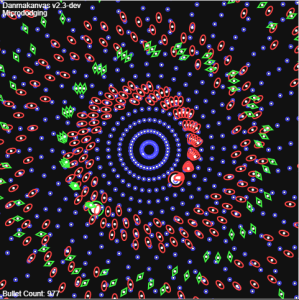 Danmakanvas v2.3-dev
Micrododging
Bullet Count: 977